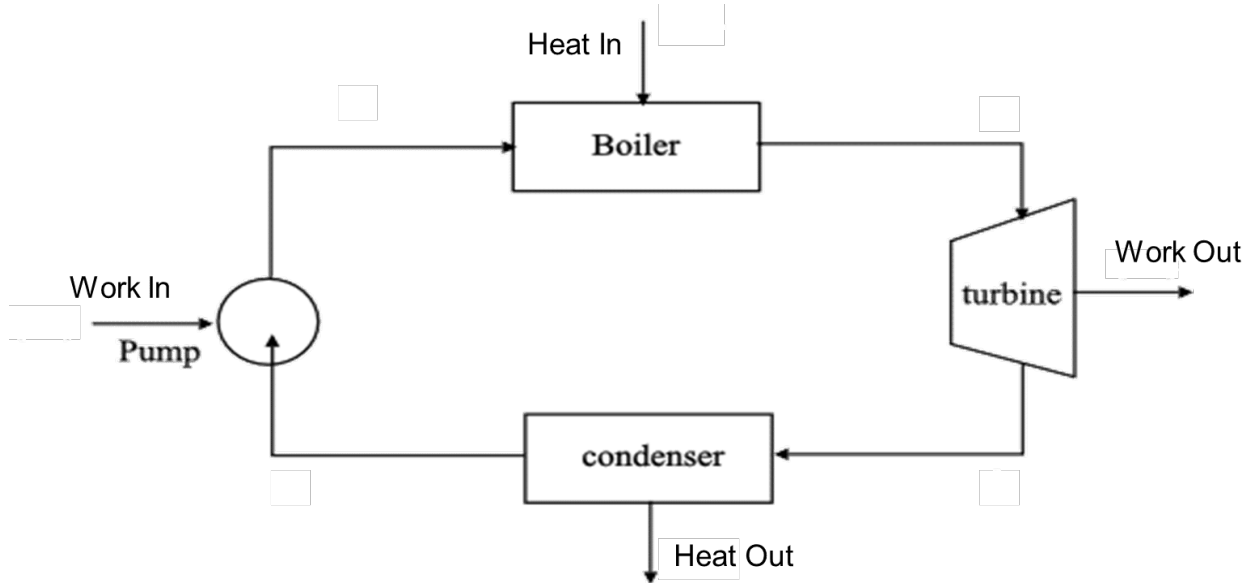 Heat In
Boiler
Work Out
turbine
Work In
Pump
condenser
Heat Out